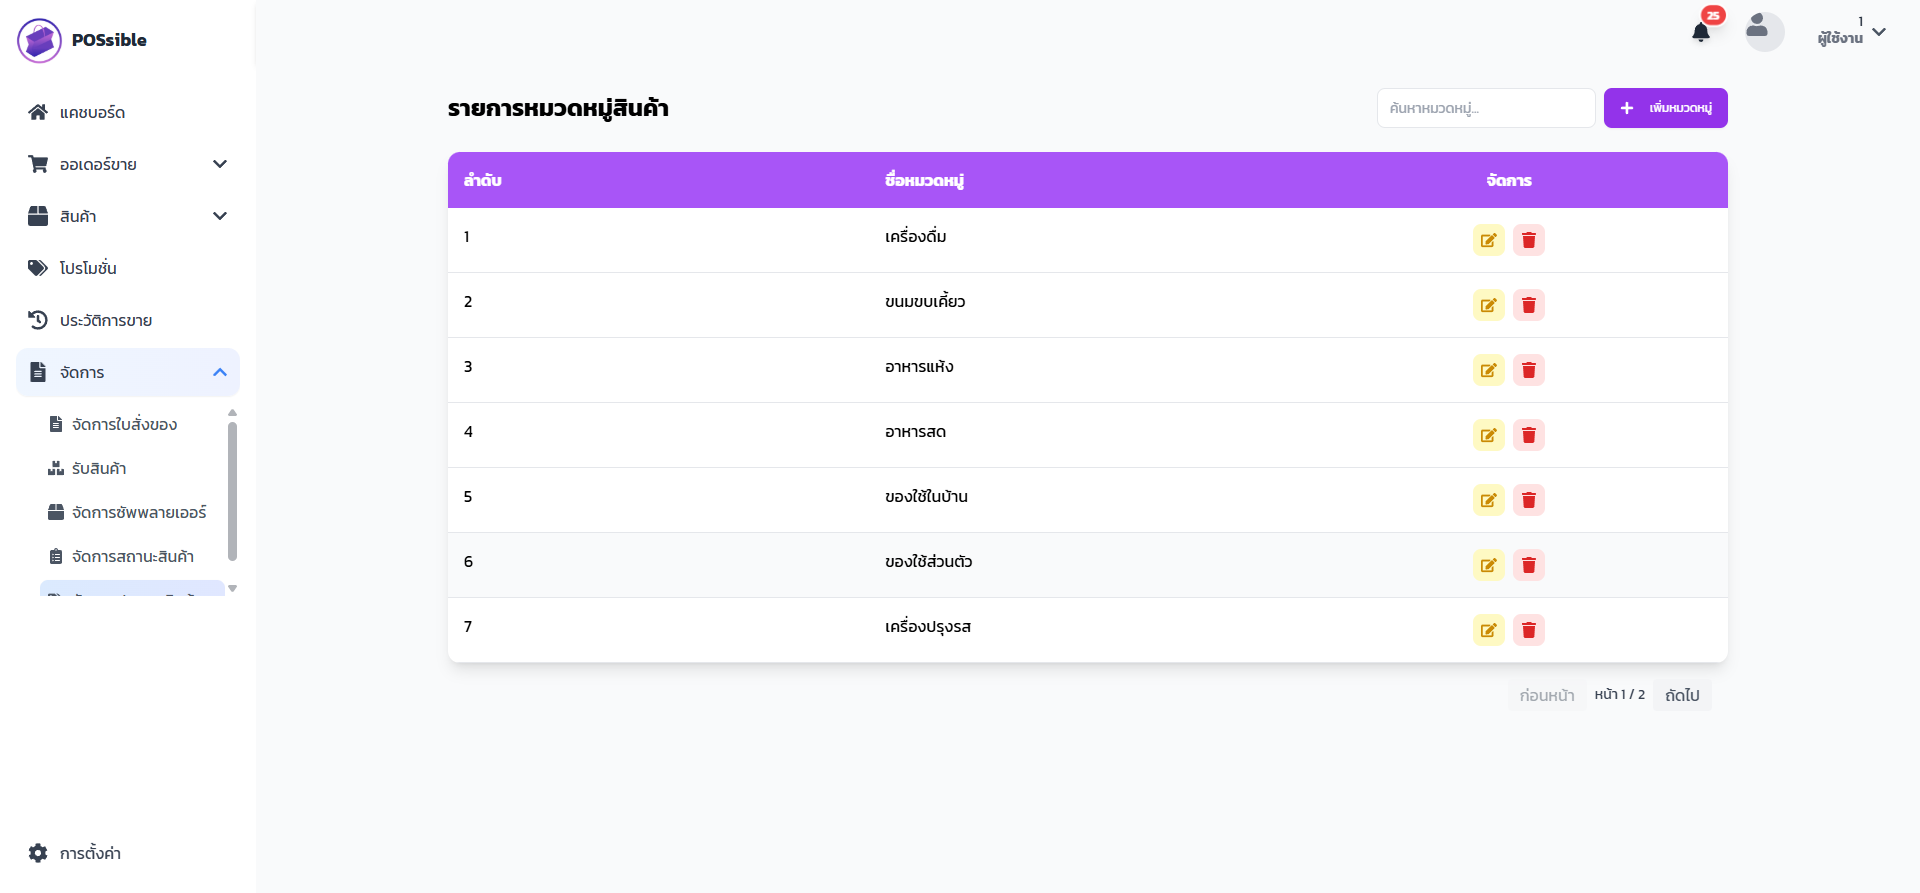 POSsible
แคชบอร์ด
ออเดอร์ขาย
สินค้า
โปรโมชั่น
ประวัติการขาย
จัดการ
จัดการใบสั่งของ
รับสินค้า
จัดการซัพพลายเออร์
จัดการสถานะสินค้า
การตั้งค่า
25
1
ผู้ใช้งาน
รายการหมวดหมู่สินค้า
ค้นหาหมวดหมู่...
เพิ่มหมวดหมู่
ลำดับ ชื่อหมวดหมู่ จัดการ
1 เครื่องดื่ม
2 ขนมขบเคี้ยว
3 อาหารแห้ง
4 อาหารสด
5 ของใช้ในบ้าน
6 ของใช้ส่วนตัว
7 เครื่องปรุงรส
ก่อนหน้า หน้า 1 / 2 ถัดไป